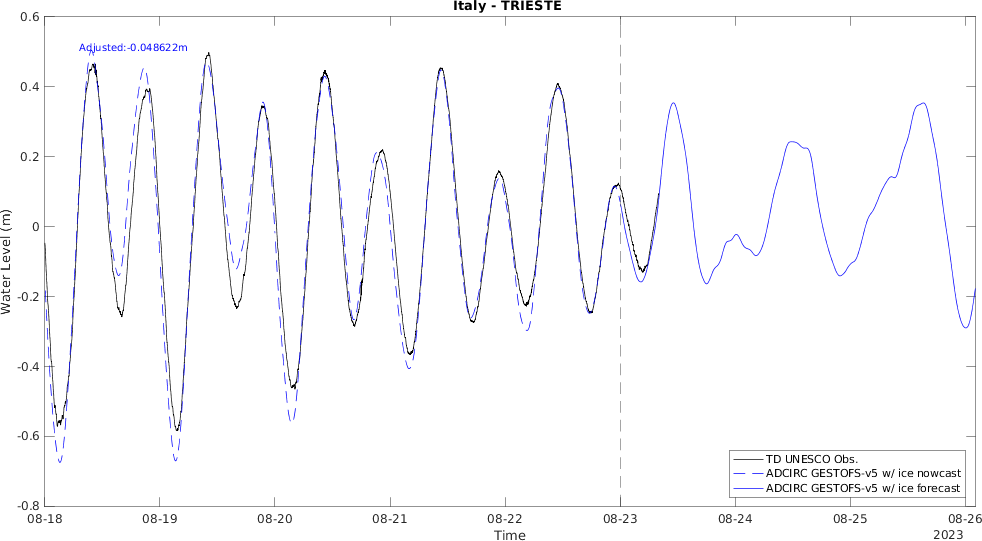 Italy - TRIESTE
Adjusted:-0.048622m
0.6
0.4
0.2
0
-0.2
-0.4
-0.6
-0.8
Water Level (m)
TD UNESCO Obs.
ADCIRC GESTOFS-v5 w/ ice nowcast
ADCIRC GESTOFS-v5 w/ ice forecast
08-18 08-19 08-20 08-21 08-22 08-23 08-24 08-25 08-26
Time
2023